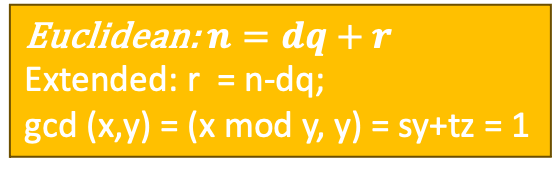 Euclidean: n = dq + r
Extended: r = n-dq;
gcd (x,y) = (x mod y, y) = sy+tz = 1